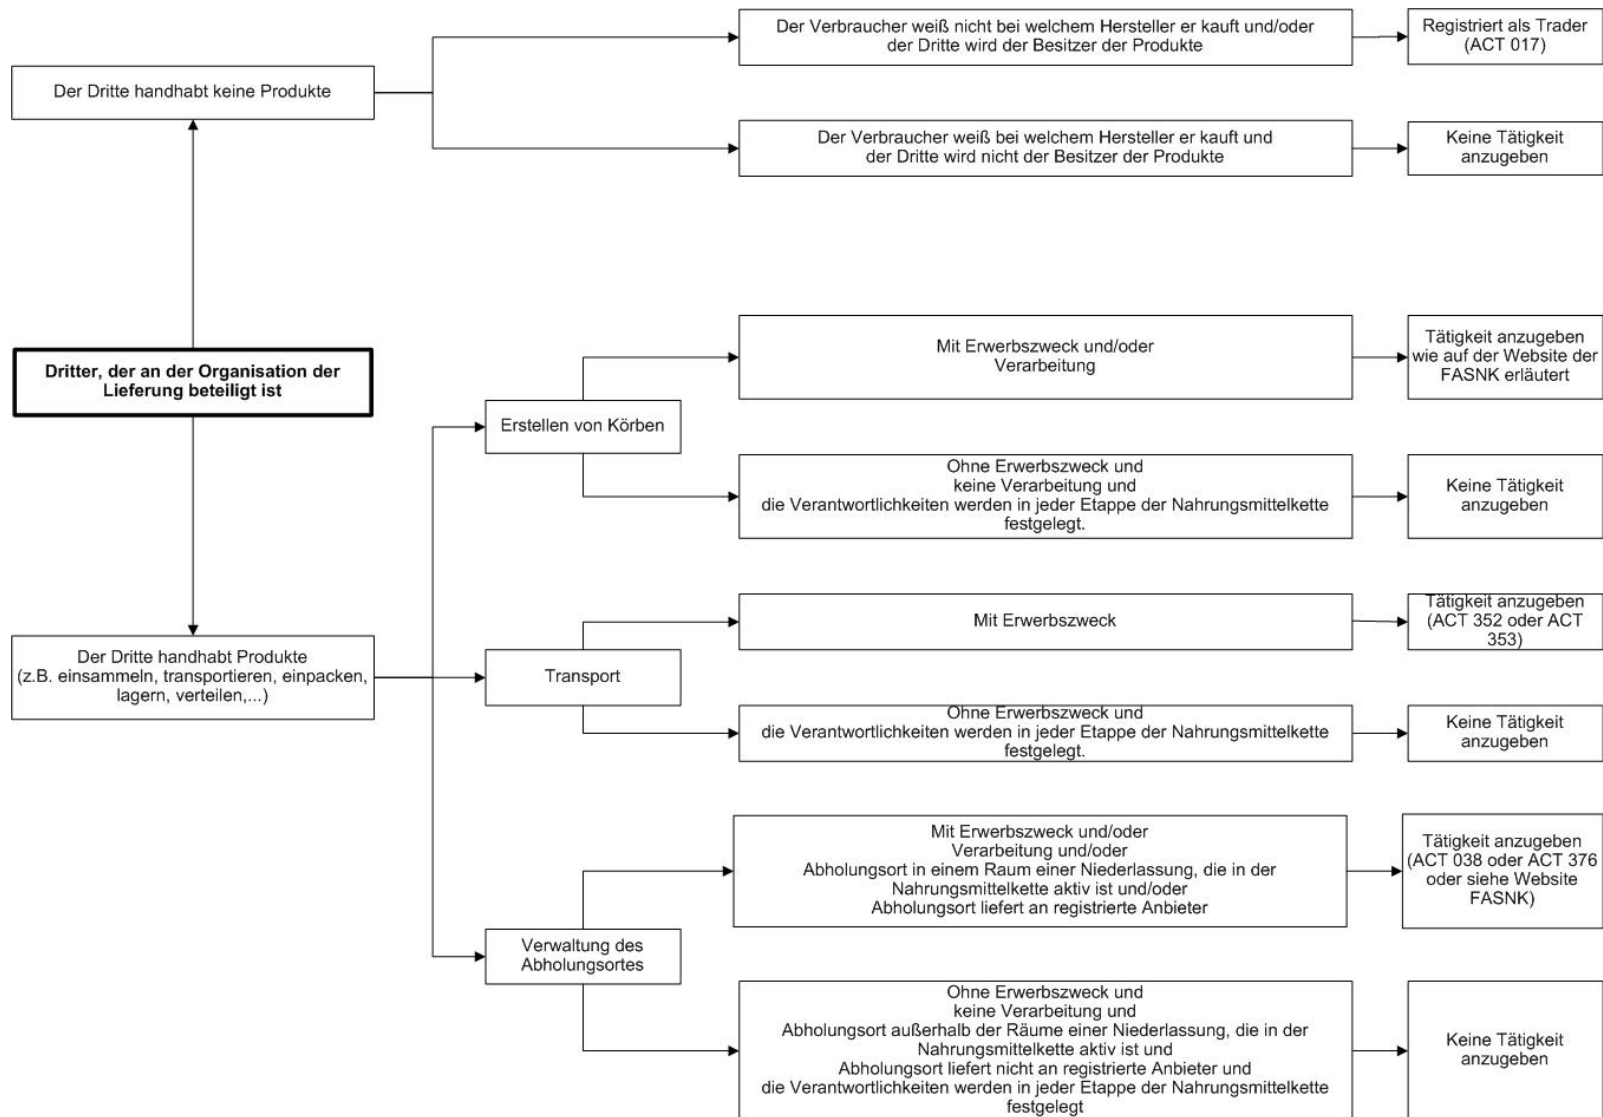 Der Verbraucher weiß nicht bei welchem Hersteller er kauft und/oder
der Dritte wird der Besitzer der Produkte
Registriert als Trader
(ACT 017)
Der Dritte handhabt keine Produkte
Der Verbraucher weiß bei welchem Hersteller er kauft und
der Dritte wird nicht der Besitzer der Produkte
Keine Tätigkeit
anzugeben
Dritter, der an der Organisation der
Lieferung beteiligt ist
Mit Erwerbszweck und/oder
Verarbeitung
Tätigkeit anzugeben
wie auf der Website der
FASNK erläutert
Erstellen von Körben
Ohne Erwerbszweck und
keine Verarbeitung und
die Verantwortlichkeiten werden in jeder Etappe der Nahrungsmittelkette
festgelegt.
Keine Tätigkeit
anzugeben
Der Dritte handhabt Produkte
(z.B. einsammeln, transportieren, einpacken,
lagern, verteilen,...)
Transport
Mit Erwerbszweck
Tätigkeit anzugeben
(ACT 352 oder ACT
353)
Ohne Erwerbszweck und
die Verantwortlichkeiten werden in jeder Etappe der Nahrungsmittelkette
festgelegt.
Keine Tätigkeit
anzugeben
Verwaltung des
Abholungsortes
Mit Erwerbszweck und/oder
Verarbeitung und/oder
Abholungsort in einem Raum einer Niederlassung, die in der
Nahrungsmittelkette aktiv ist und/oder
Abholungsort liefert an registrierte Anbieter
Tätigkeit anzugeben
(ACT 038 oder ACT 376
oder siehe Website
FASNK)
Ohne Erwerbszweck und
keine Verarbeitung und
Abholungsort außerhalb der Räume einer Niederlassung, die in der
Nahrungsmittelkette aktiv ist und
Abholungsort liefert nicht an registrierte Anbieter und
die Verantwortlichkeiten werden in jeder Etappe der Nahrungsmittelkette
festgelegt
Keine Tätigkeit
anzugeben